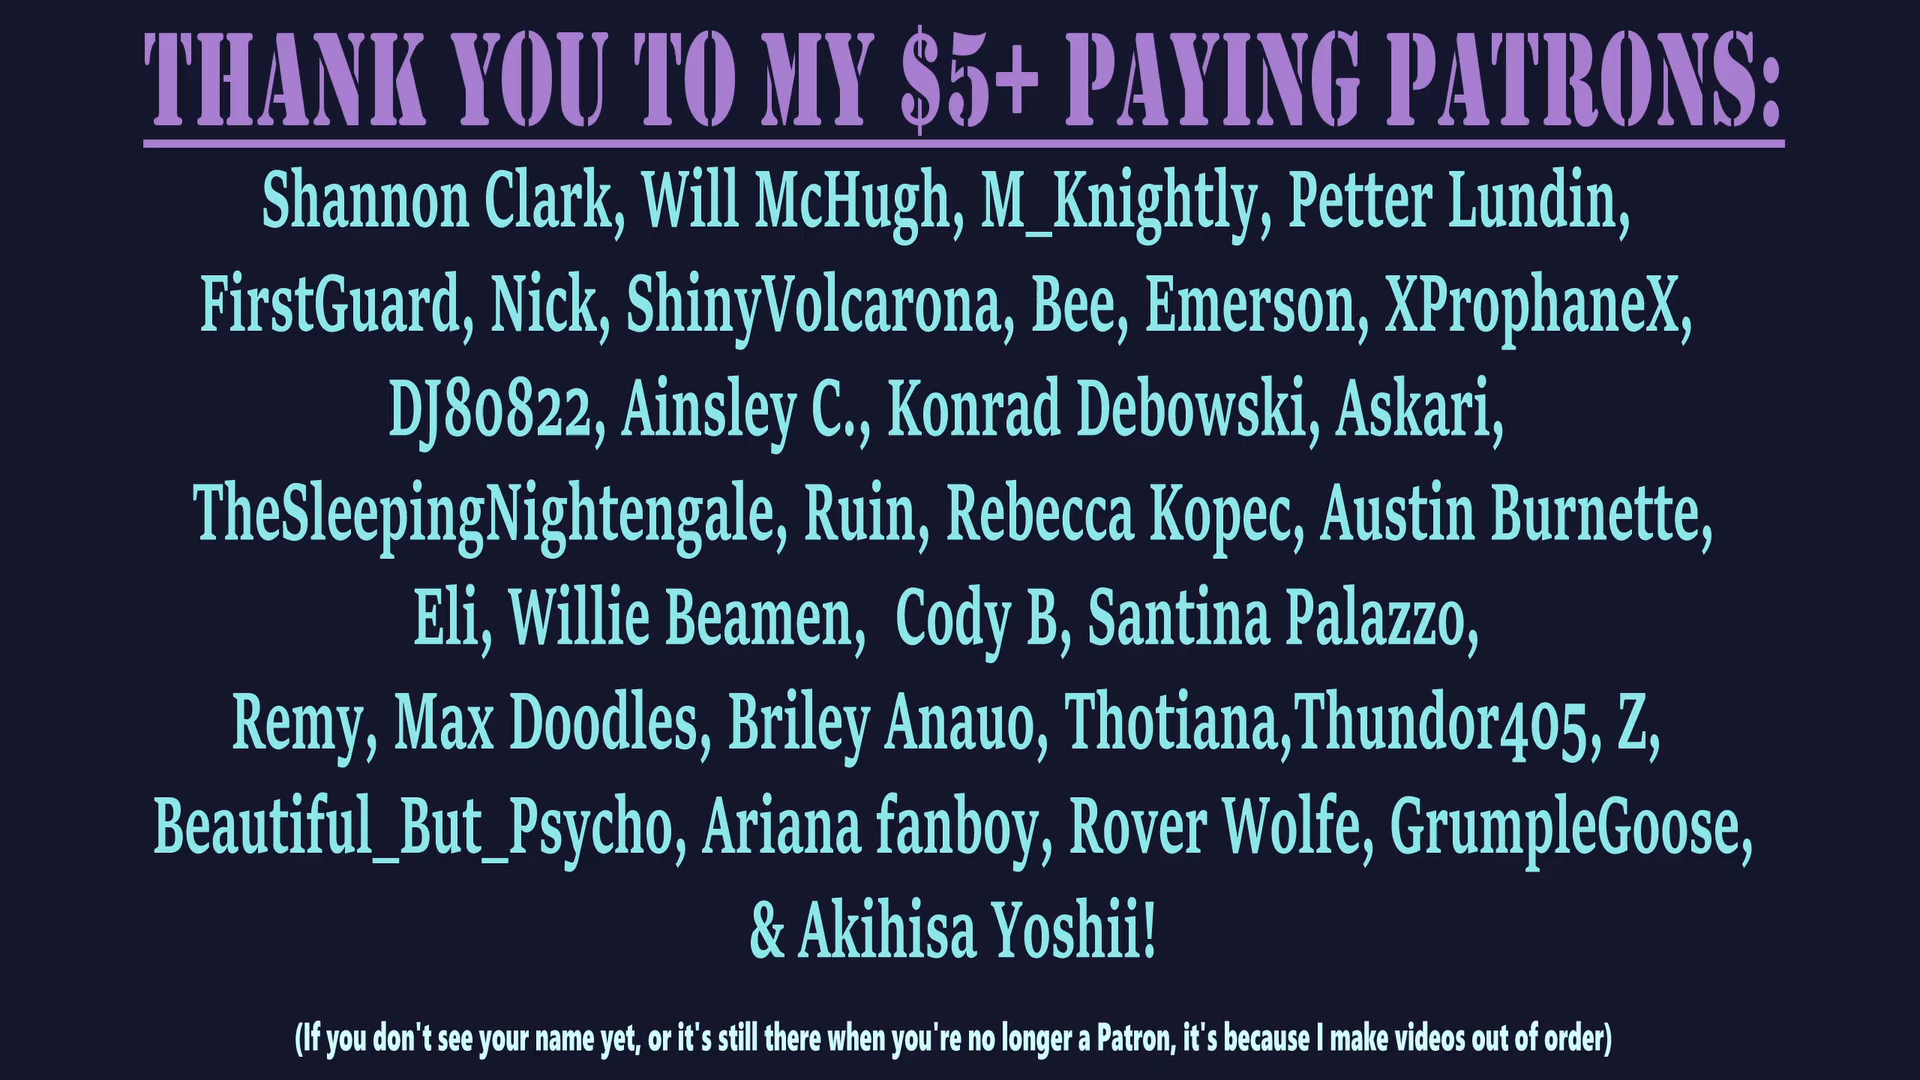 THANK YOU TO MY $5+ PAYING PATRONS:
Shannon Clark, Will McHugh, M_Knightly, Petter Lundin,
FirstGuard, Nick, ShinyVolcarona, Bee, Emerson, XProphaneX,
DJ80822, Ainsley C., Konrad Debowski, Askari,
TheSleepingNightengale, Ruin, Rebecca Kopec, Austin Burnette,
Eli, Willie Beamen,  Cody B, Santina Palazzo,
Remy, Max Doodles, Briley Anauo, Thotiana,Thundor405, Z,
Beautiful_But_Psycho, Ariana fanboy, Rover Wolfe, GrumpleGoose,
& Akihisa Yoshii!
(If you don't see your name yet, or it's still there when you're no longer a Patron, it's because I make videos out of order)